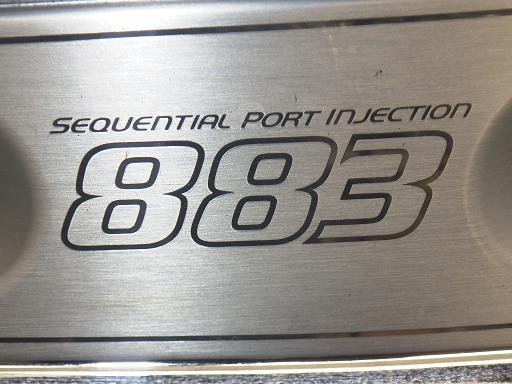 SEQUENTIAL PORT INJECTION
883